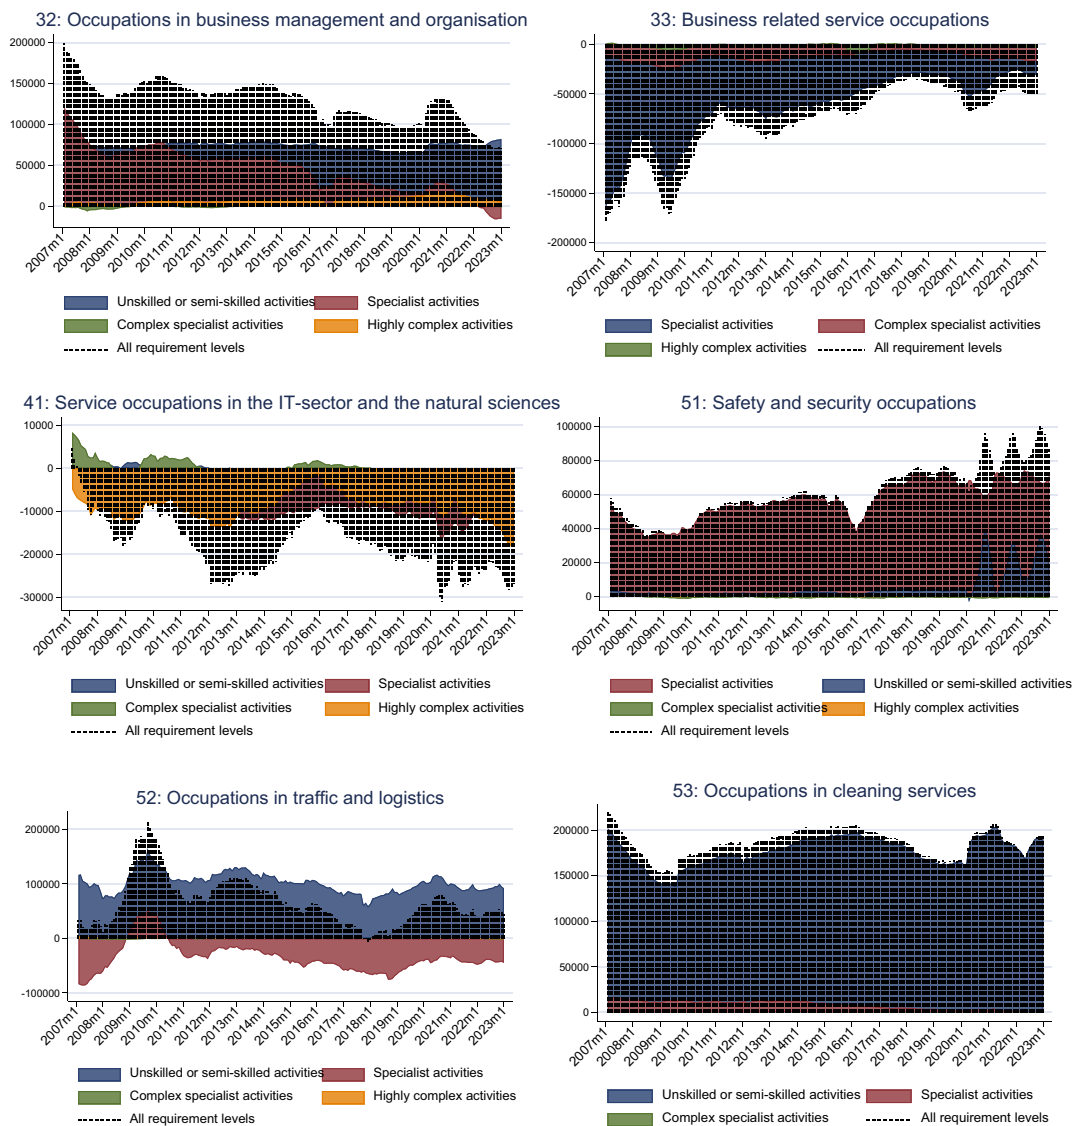 32: Occupations in business management and organisation
200000
150000
100000
50000
0
2007m1
2008m1
2009m1
2010m1
2011m1
2012m1
2013m1
2014m1
2015m1
2016m1
2017m1
2018m1
2019m1
2020m1
2021m1
2022m1
2023m1
Unskilled or semi-skilled activities
Specialist activities
Complex specialist activities
Highly complex activities
All requirement levels
33: Business related service occupations
0
-50000
-100000
-150000
-200000
2007m1
2008m1
2009m1
2010m1
2011m1
2012m1
2013m1
2014m1
2015m1
2016m1
2017m1
2018m1
2019m1
2020m1
2021m1
2022m1
2023m1
Specialist activities
Complex specialist activities
Highly complex activities
All requirement levels
41: Service occupations in the IT-sector and the natural sciences
10000
0
-10000
-20000
-30000
2007m1
2008m1
2009m1
2010m1
2011m1
2012m1
2013m1
2014m1
2015m1
2016m1
2017m1
2018m1
2019m1
2020m1
2021m1
2022m1
2023m1
Unskilled or semi-skilled activities
Specialist activities
Complex specialist activities
Highly complex activities
All requirement levels
51: Safety and security occupations
100000
80000
60000
40000
20000
0
2007m1
2008m1
2009m1
2010m1
2011m1
2012m1
2013m1
2014m1
2015m1
2016m1
2017m1
2018m1
2019m1
2020m1
2021m1
2022m1
2023m1
Specialist activities
Unskilled or semi-skilled activities
Complex specialist activities
Highly complex activities
All requirement levels
52: Occupations in traffic and logistics
200000
100000
0
-100000
2007m1
2008m1
2009m1
2010m1
2011m1
2012m1
2013m1
2014m1
2015m1
2016m1
2017m1
2018m1
2019m1
2020m1
2021m1
2022m1
2023m1
Unskilled or semi-skilled activities
Specialist activities
Complex specialist activities
Highly complex activities
All requirement levels
53: Occupations in cleaning services
200000
150000
100000
50000
0
2007m1
2008m1
2009m1
2010m1
2011m1
2012m1
2013m1
2014m1
2015m1
2016m1
2017m1
2018m1
2019m1
2020m1
2021m1
2022m1
2023m1
Unskilled or semi-skilled activities
Specialist activities
Complex specialist activities
All requirement levels